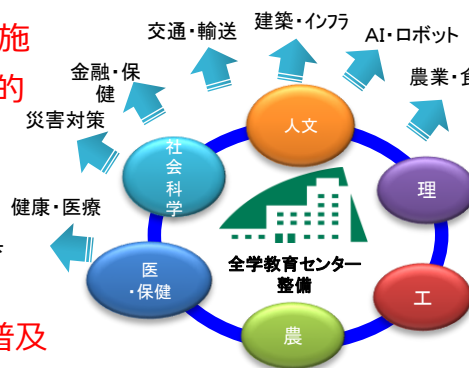 施
的
普及
交通・輸送
建築・インフラ
AI・ロボット
農業・食
金融・保
健
災害対策
健康・医療
人文
社
会
科
学
理
医
・保健
工
農
全学教育センター
整備